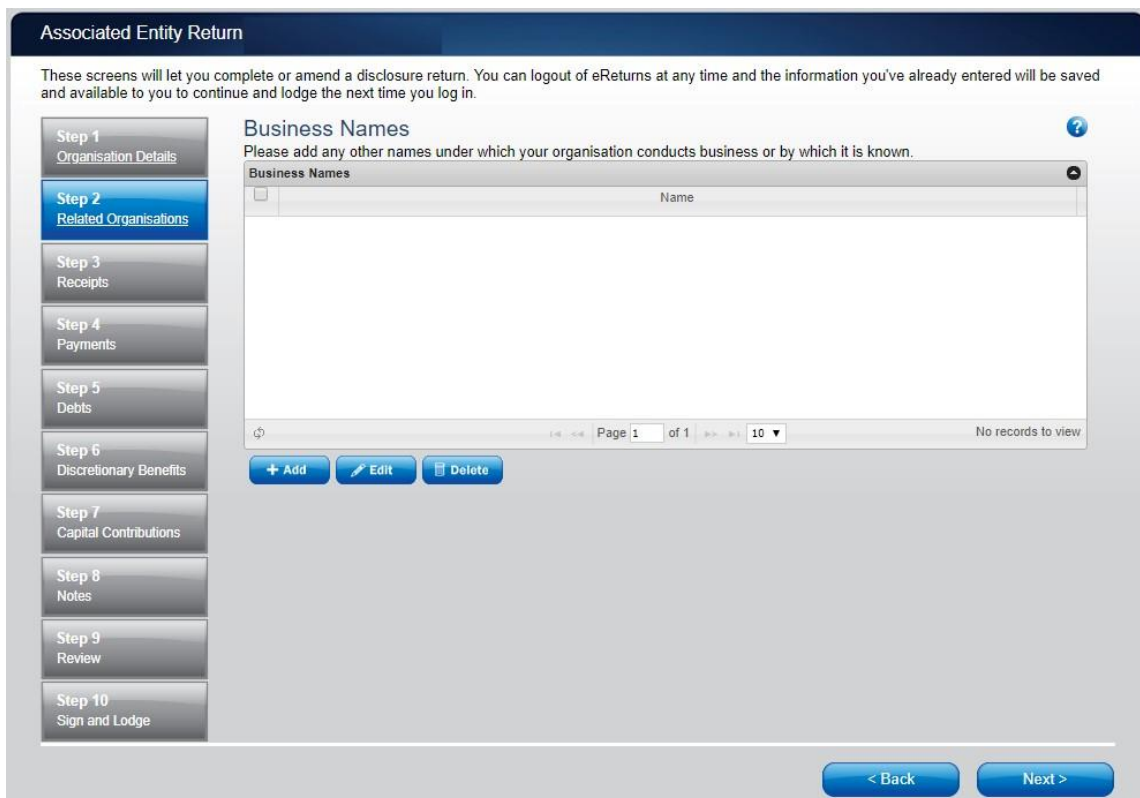 Associated Entity Return
These screens will let you complete or amend a disclosure return. You can logout of eReturns at any time and the information you've already entered will be saved
and available to you to continue and lodge the next time you log in.
Step 1
Organisation Details
Step 2
Related Organisations
Step 3
Receipts
Step 4
Payments
Step 5
Debts
Step 6
Discretionary Benefits
Step 7
Capital Contributions
Step 8
Notes
Step 9
Review
Step 10
Sign and Lodge
Business Names
?
Please add any other names under which your organisation conducts business or by which it is known.
Business Names
Name
Page 1 of 1 10 No records to view
+ Add Edit Delete
< Back Next >